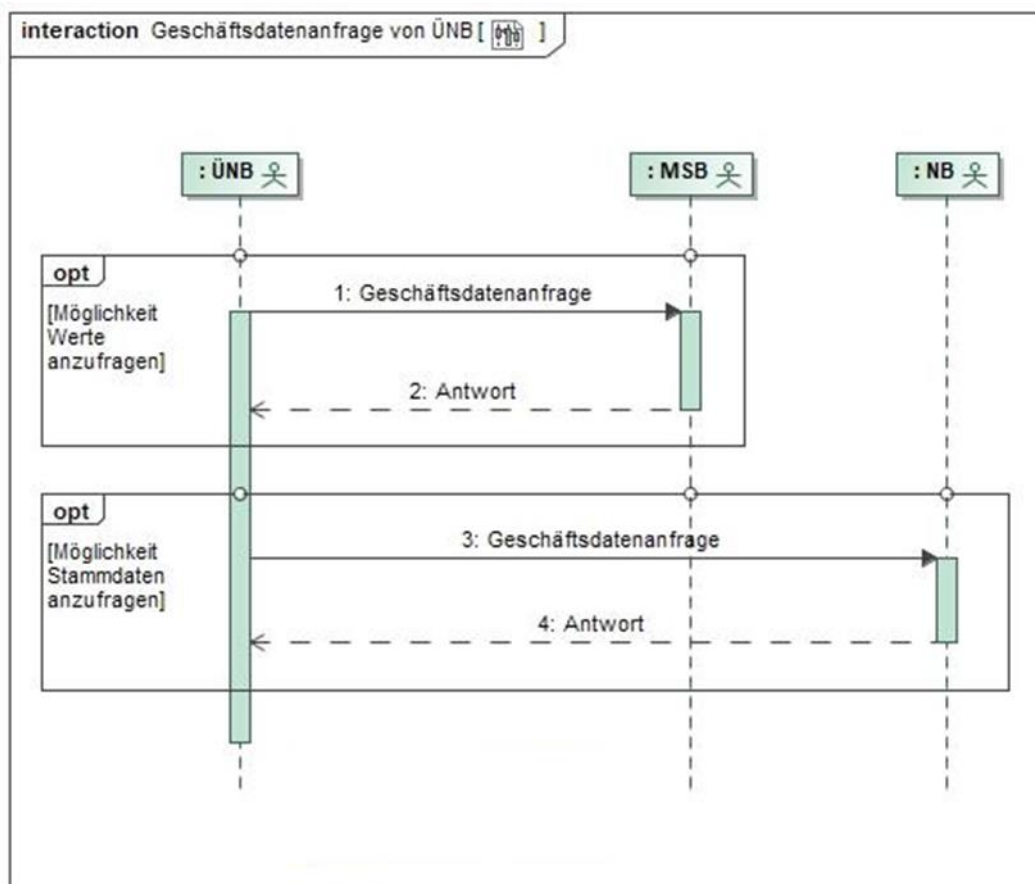 interaction Geschäftsdatenanfrage von ÜNB [ ]
: ÜNB
: MSB
: NB
opt
[Möglichkeit
Werte
anzufragen]
1: Geschäftsdatenanfrage
2: Antwort
opt
[Möglichkeit
Stammdaten
anzufragen]
3: Geschäftsdatenanfrage
4: Antwort